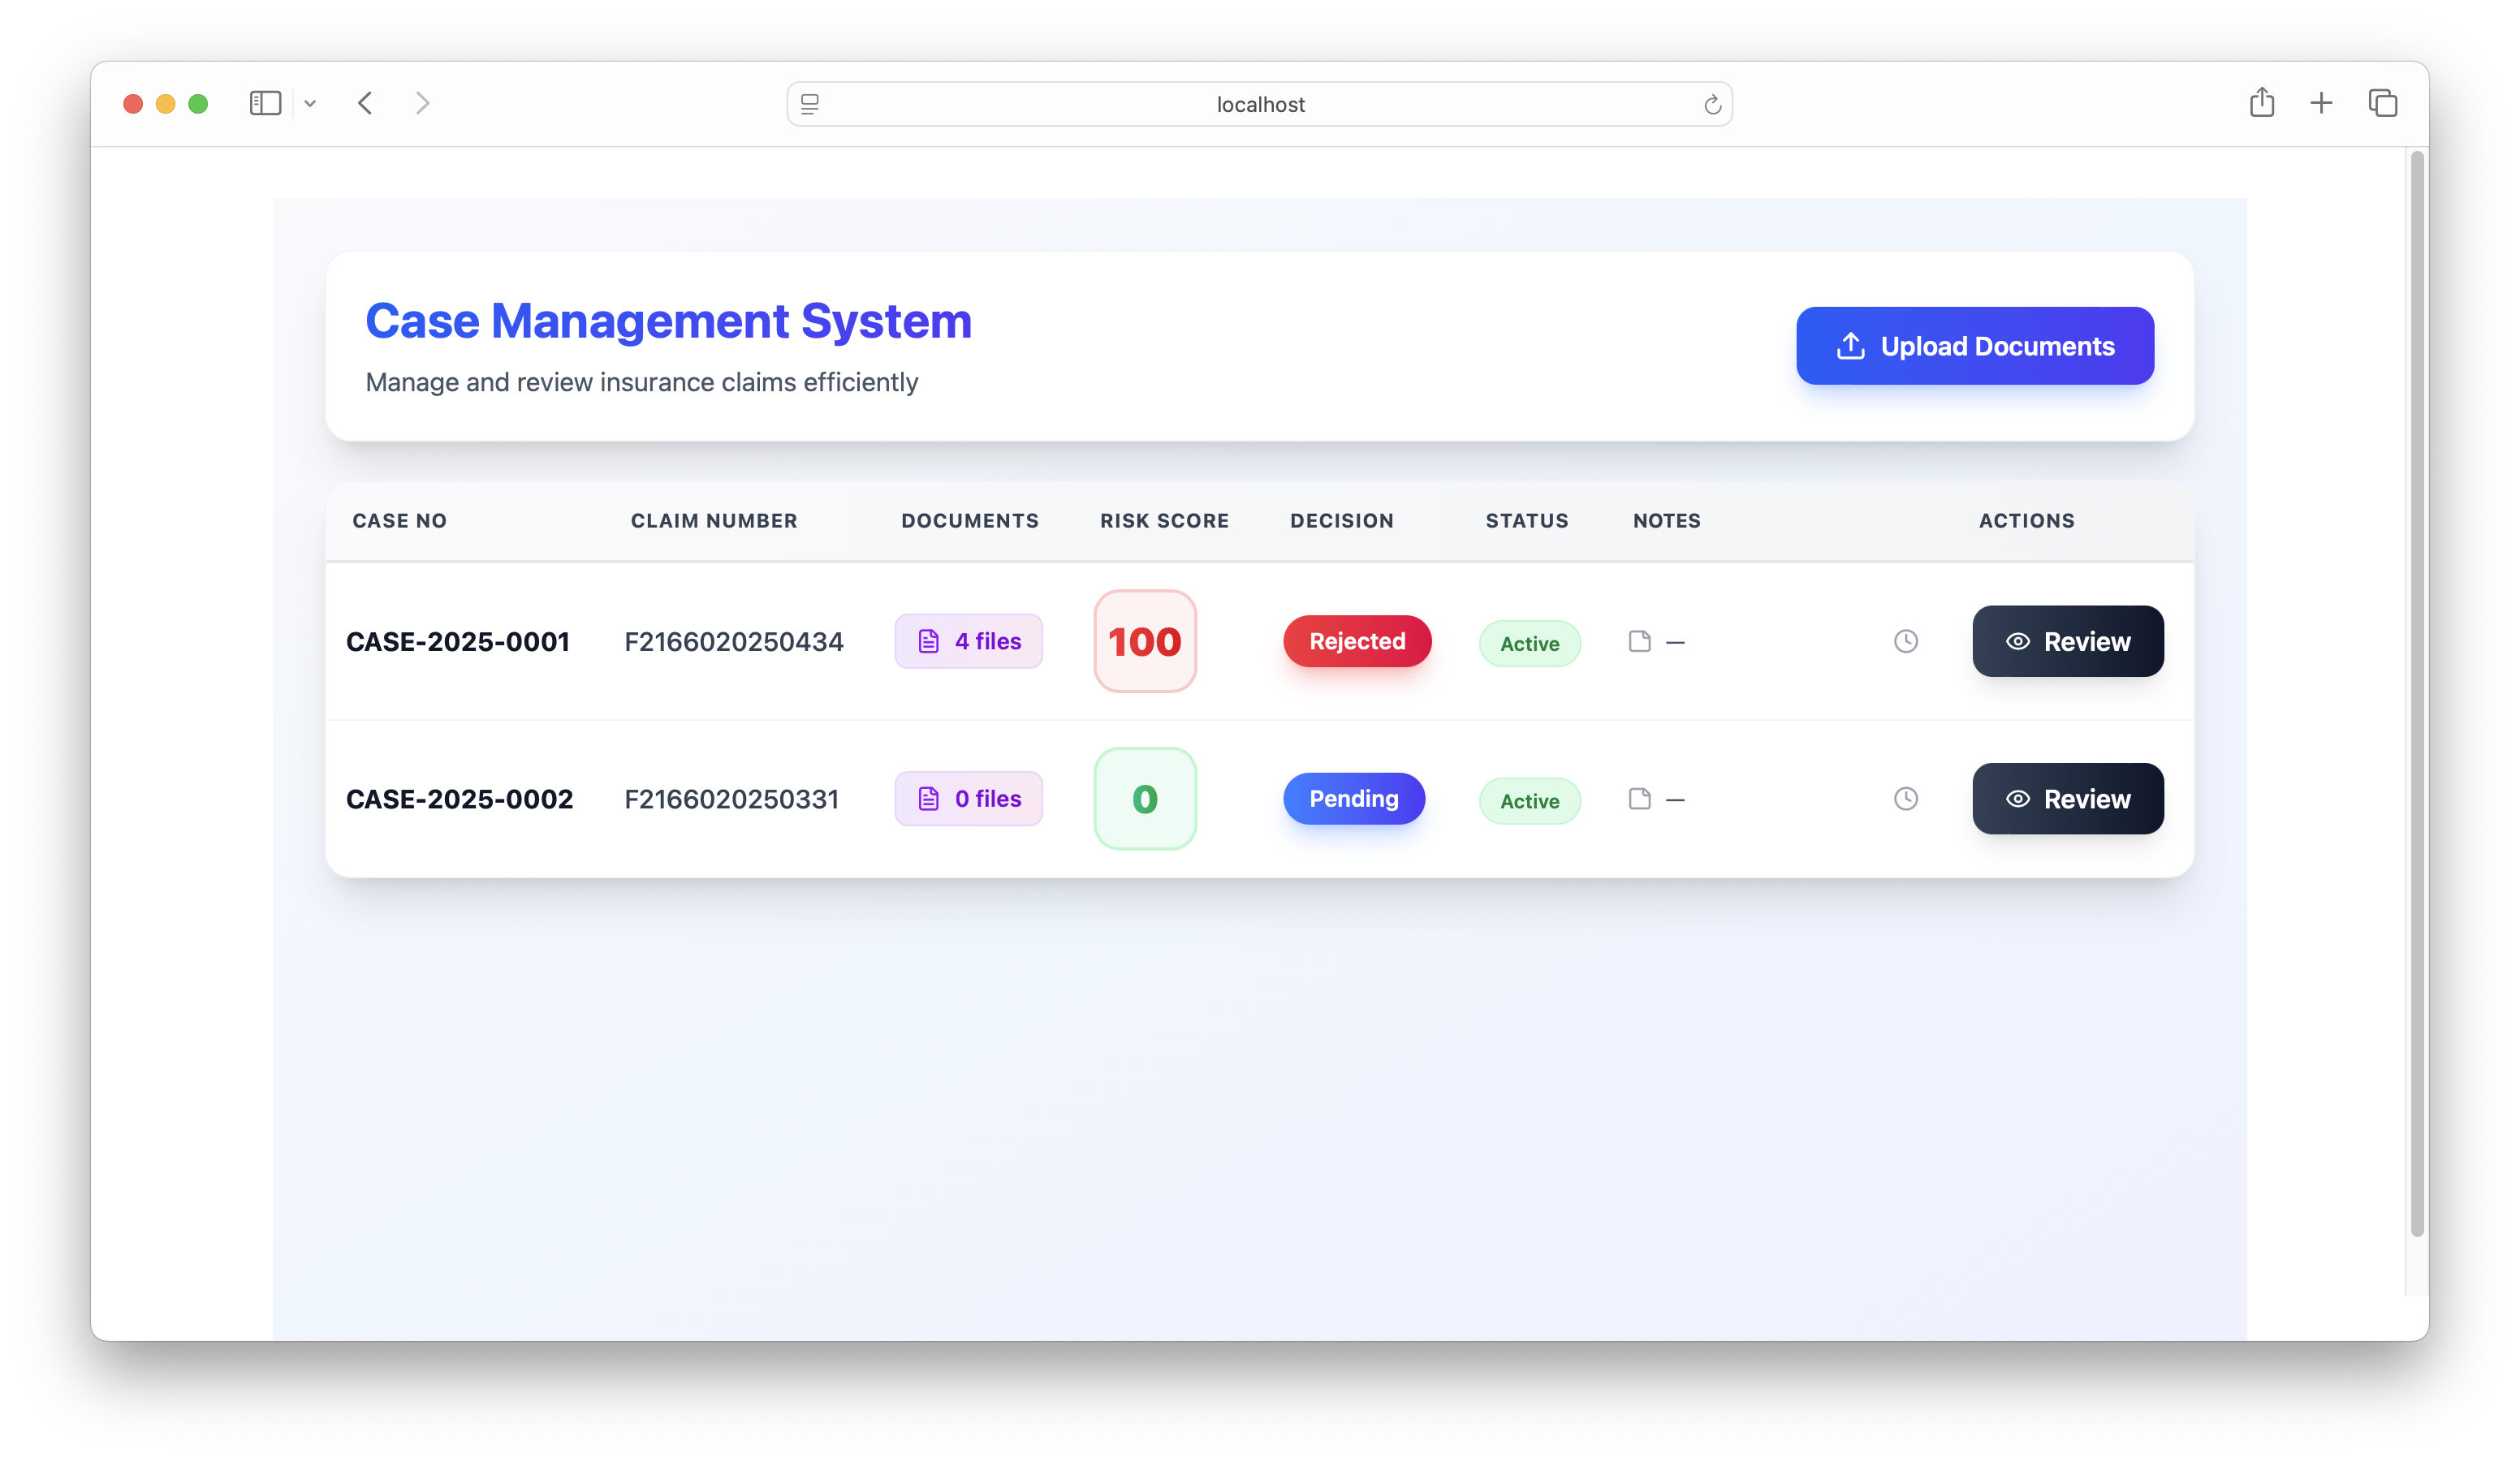 localhost
Case Management System
Manage and review insurance claims efficiently
Upload Documents
CASE NO CLAIM NUMBER DOCUMENTS RISK SCORE DECISION STATUS NOTES ACTIONS
CASE-2025-0001 F2166020250434 4 files 100 Rejected Active — Review
CASE-2025-0002 F2166020250331 0 files 0 Pending Active — Review